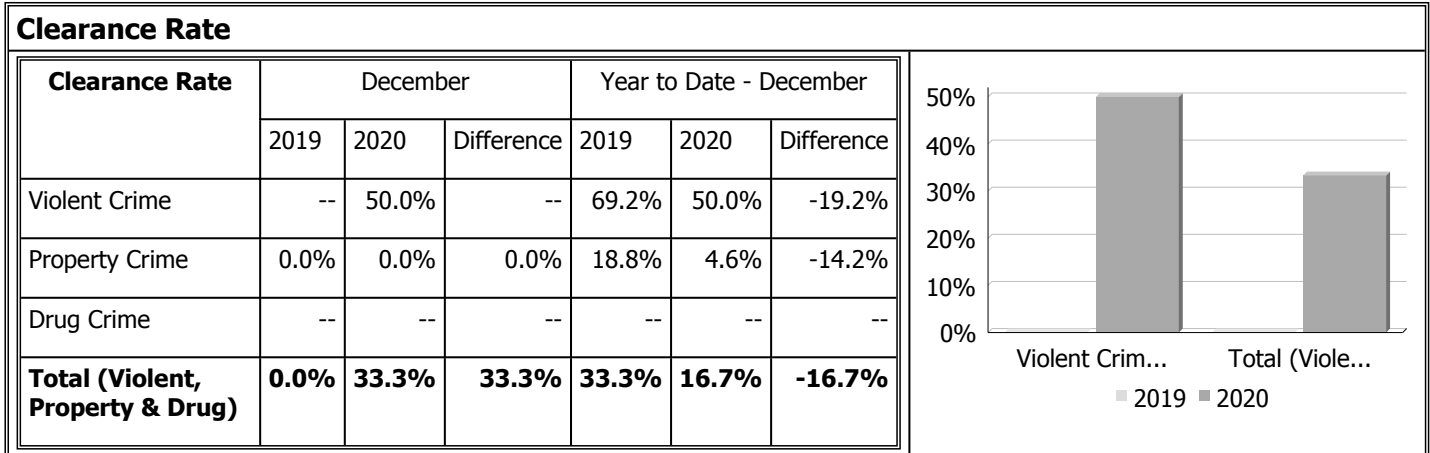 Clearance Rate
Clearance Rate December Year to Date - December
2019 2020 Difference 2019 2020 Difference
Violent Crime -- 50.0% -- 69.2% 50.0% -19.2%
Property Crime 0.0% 0.0% 0.0% 18.8% 4.6% -14.2%
Drug Crime -- -- -- -- -- --
Total (Violent, 0.0% 33.3% 33.3% 33.3% 16.7% -16.7%
Property & Drug)
50%
40%
30%
20%
10%
0%
Violent Crim... Total (Viole...
2019 2020